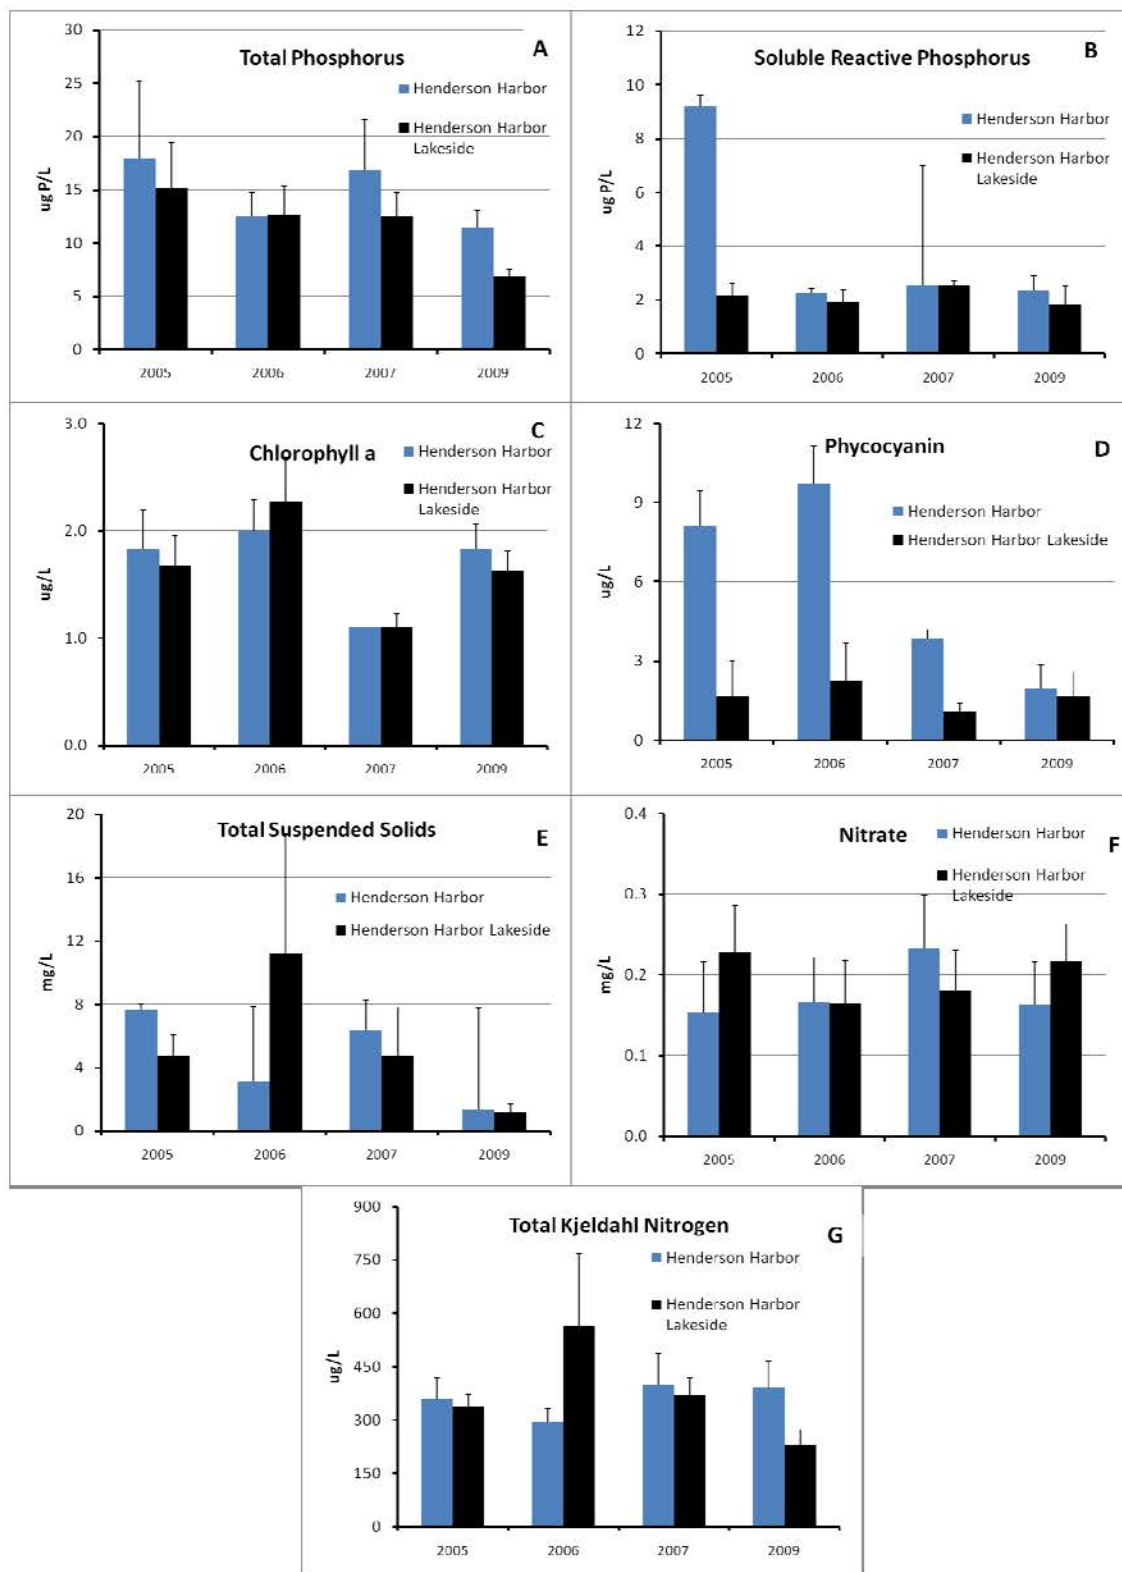 Total Phosphorus
A
30
25
20
15
10
5
0
ug P/L
Henderson Harbor
Henderson Harbor
Lakeside
2005 2006 2007 2009
Soluble Reactive Phosphorus
B
12
10
8
6
4
2
0
ug P/L
Henderson Harbor
Henderson Harbor
Lakeside
2005 2006 2007 2009
Chlorophyll a
C
3.0
2.0
1.0
0.0
ug/L
Henderson Harbor
Henderson Harbor
Lakeside
2005 2006 2007 2009
Phycocyanin
D
12
9
6
3
0
ug/L
Henderson Harbor
Henderson Harbor Lakeside
2005 2006 2007 2009
Total Suspended Solids
E
20
16
12
8
4
0
mg/L
Henderson Harbor
Henderson Harbor Lakeside
2005 2006 2007 2009
Nitrate
F
0.4
0.3
0.2
0.1
0.0
mg/L
Henderson Harbor
Henderson Harbor
Lakeside
2005 2006 2007 2009
Total Kjeldahl Nitrogen
G
900
750
600
450
300
150
0
ug/L
Henderson Harbor
Henderson Harbor
Lakeside
2005 2006 2007 2009